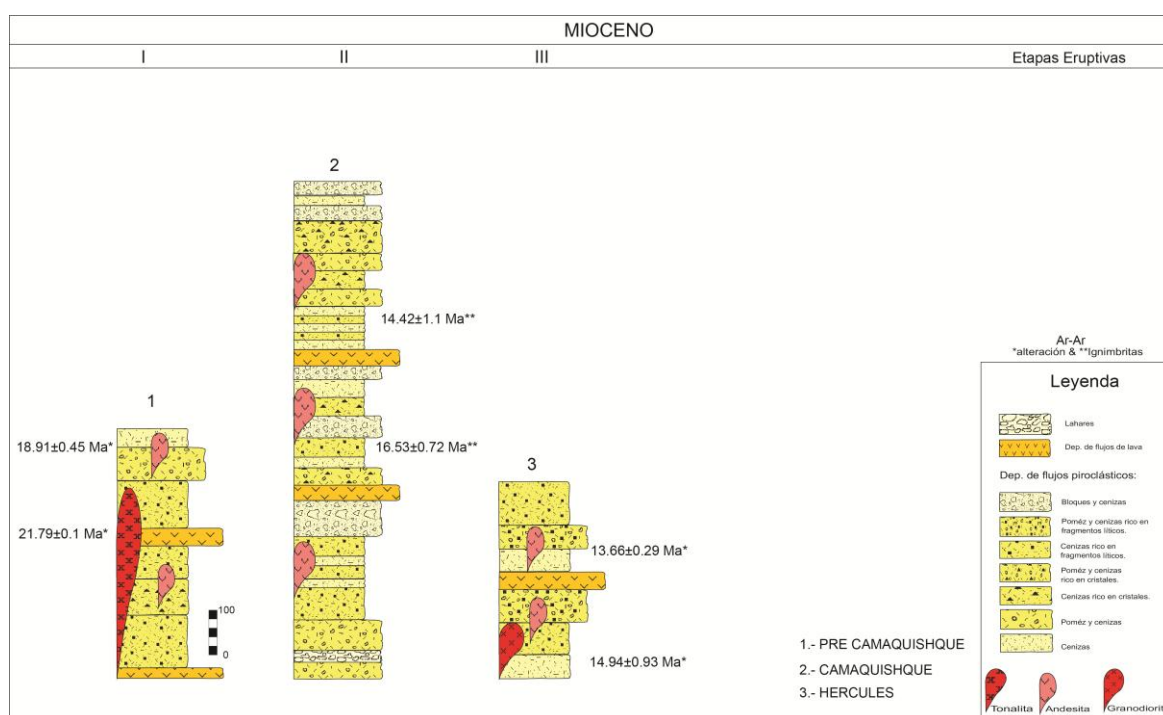 MIOCENO
I II III Etapas Eruptivas
2
14.42±1.1 Ma**
Ar-Ar
*alteración & **Ignimbritas
Leyenda
1
18.91±0.45 Ma*
16.53±0.72 Ma**
3
21.79±0.1 Ma*
13.66±0.29 Ma*
100
0
14.94±0.93 Ma*
1.- PRE CAMAQUISHQUE
2.- CAMAQUISHQUE
3.- HERCULES
Lahares
Dep. de flujos de lava
Dep. de flujos piroclásticos:
Bloques y cenizas
Poméz y cenizas rico en
fragmentos líticos.
Cenizas rico en
fragmentos líticos.
Poméz y cenizas
rico en cristales.
Cenizas rico en cristales.
Poméz y cenizas
Cenizas
Tonalita Andesita Granodiorit